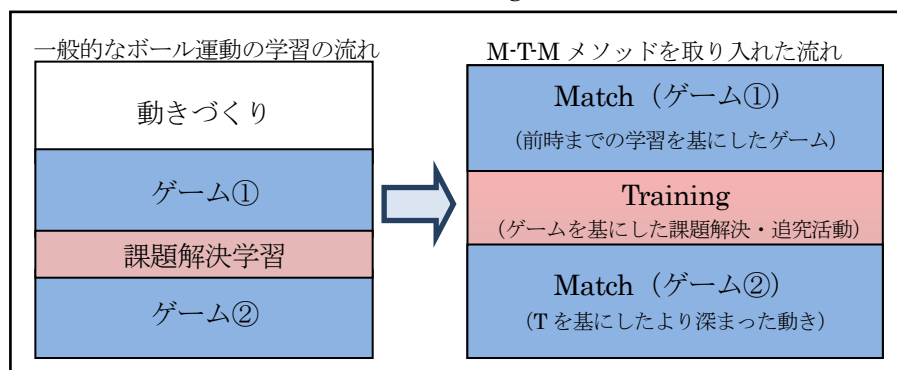 一般的なボール運動の学習の流れ
動きづくり
ゲーム①
課題解決学習
ゲーム②
M-T-M メソッドを取り入れた流れ
Match（ゲーム①）
（前時までの学習を基にしたゲーム）
Training
（ゲームを基にした課題解決・追究活動）
Match（ゲーム②）
（T を基にしたより深まった動き）